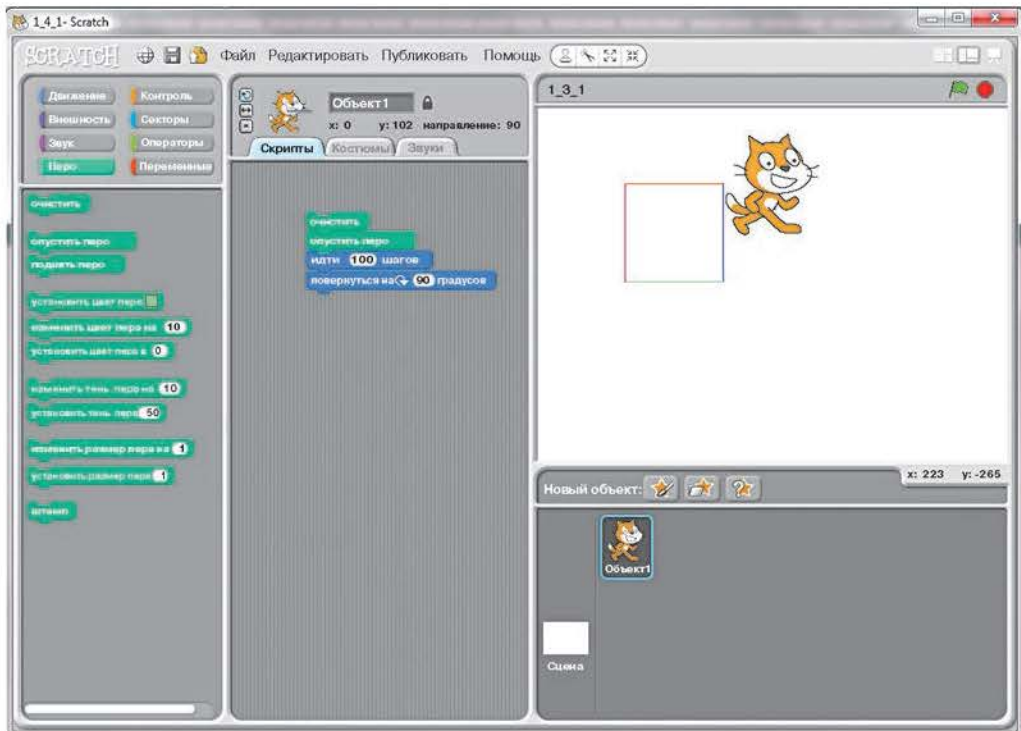 1_4_1- Scratch
SCRATCH Файл Редактировать Публиковать Помощь
Движение Контроль
Внешность Сенсоры
Звук Операторы
Перо Переменные
очистить
опустить перо
поднять перо
установить цвет пера
изменить цвет пера на 10
установить цвет пера в 0
изменить тень пера на 10
установить тень пера 50
изменить размер пера на 1
установить размер пера 1
штамп
Объект1
x: 0 y: 102 направление: 90
Скрипты Костюмы Звуки
очистить
опустить перо
идти 100 шагов
повернуться на 90 градусов
1_3_1
x: 223 y: -265
Новый объект:
Объект1
Сцена